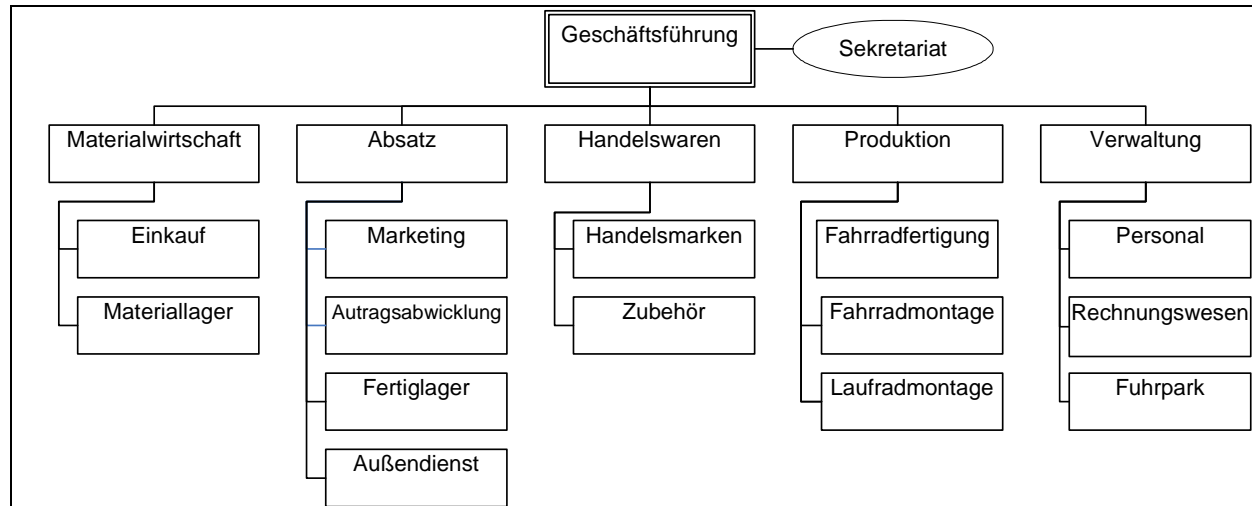 Geschäftsführung
Sekretariat
Materialwirtschaft
Absatz
Handelswaren
Produktion
Verwaltung
Einkauf
Marketing
Handelsmarken
Fahrradfertigung
Personal
Materiallager
Autragsabwicklung
Zubehör
Fahrradmontage
Rechnungswesen
Fertiglager
Laufradmontage
Fuhrpark
Außendienst